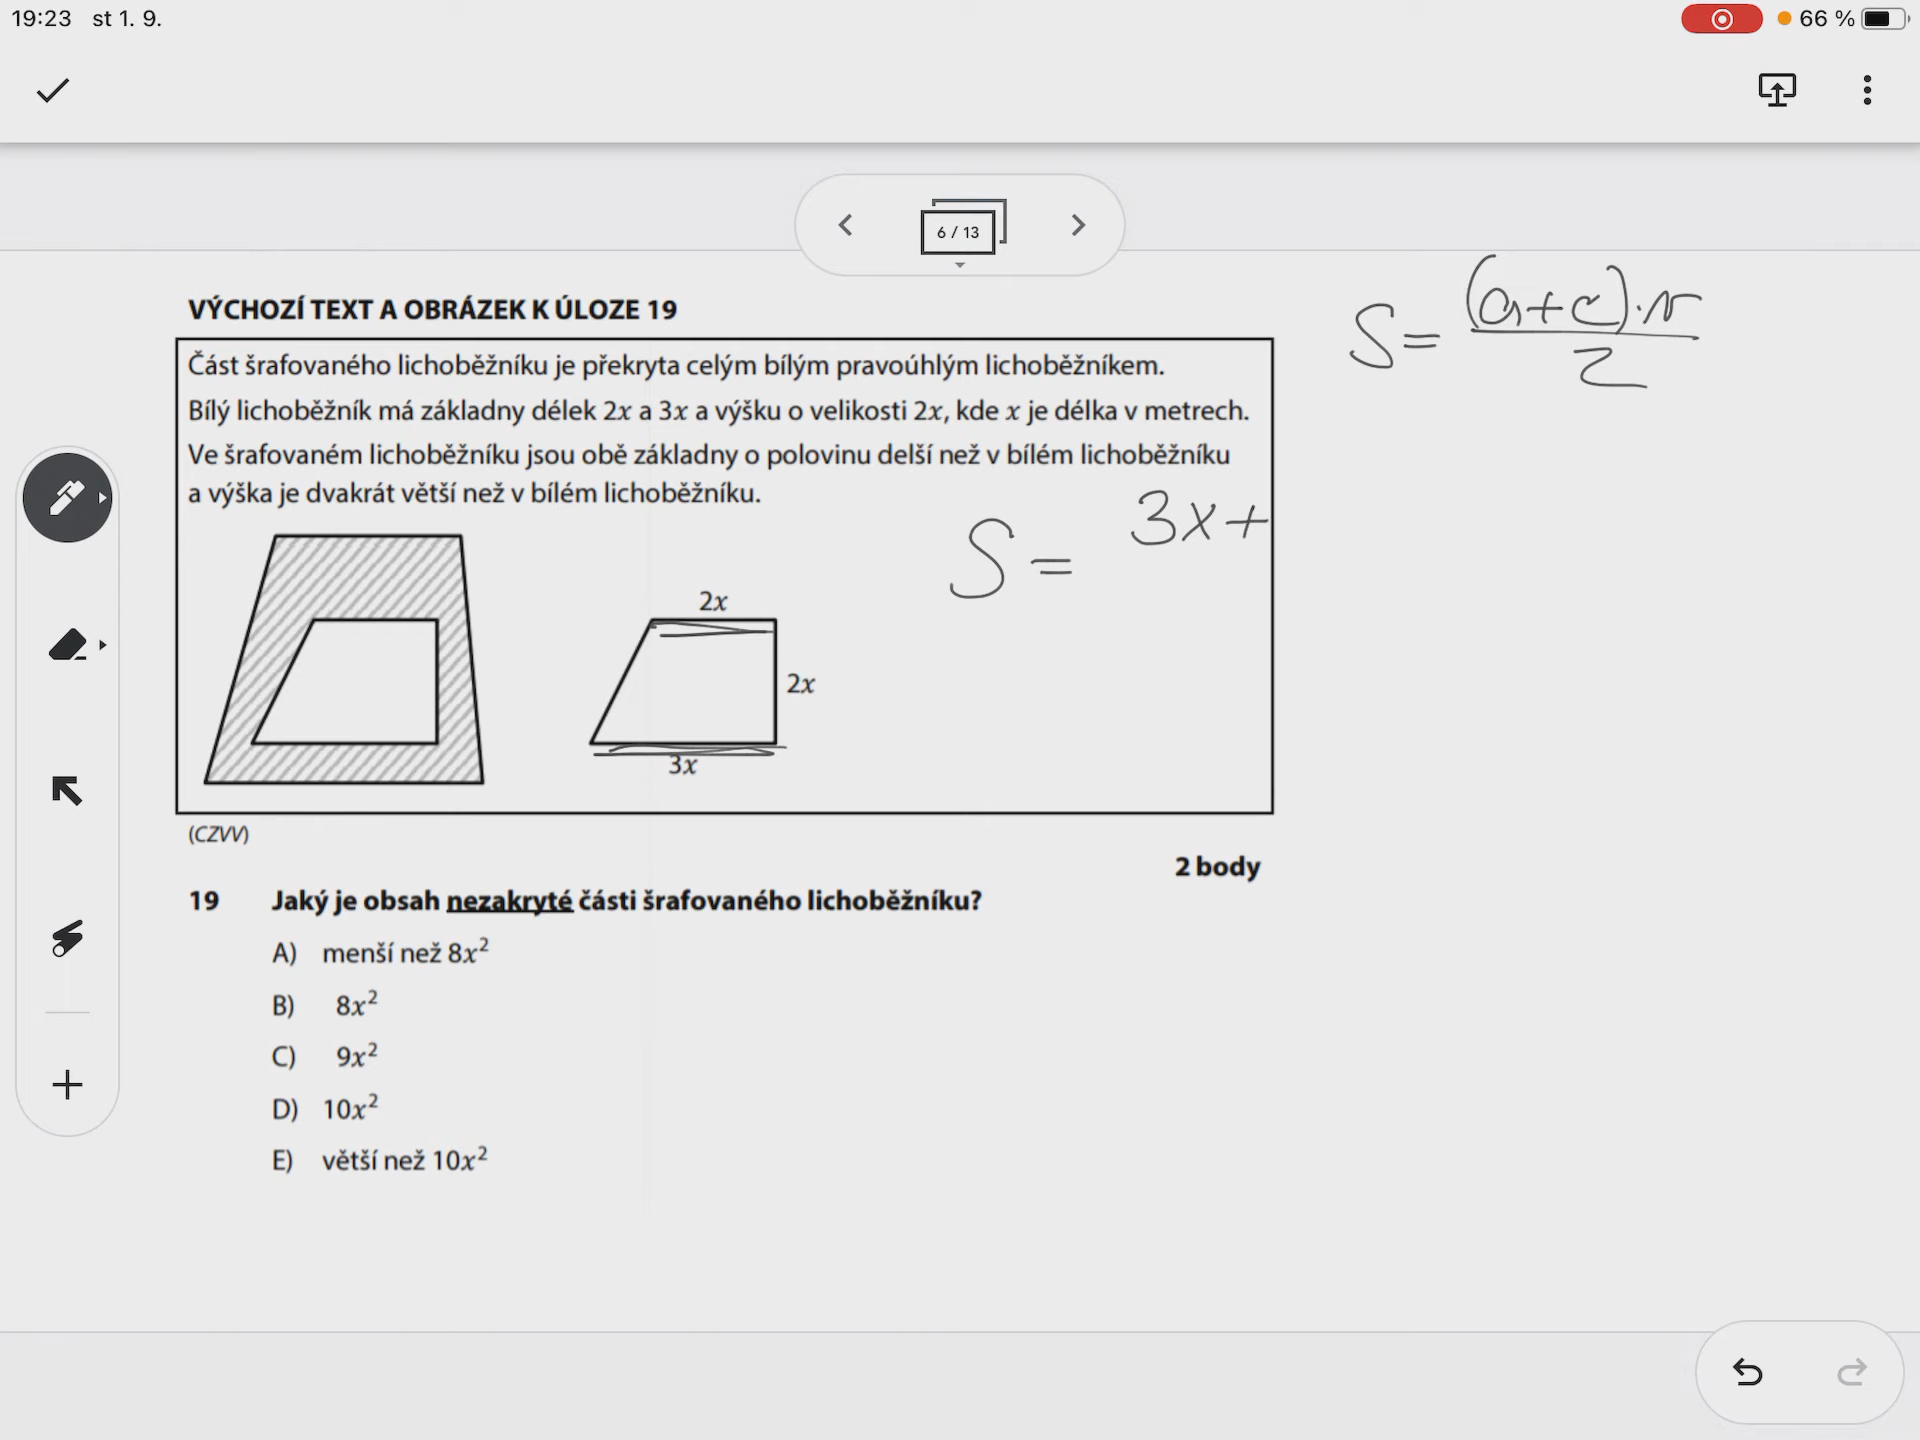 19:23 st 1. 9.
66 %
6 / 13
VÝCHOZÍ TEXT A OBRÁZEK K ÚLOZE 19
S = (a+c)·v / 2
Část šrafovaného lichoběžníku je překryta celým bílým pravoúhlým lichoběžníkem.
Bílý lichoběžník má základny délek 2x a 3x a výšku o velikosti 2x, kde x je délka v metrech.
Ve šrafovaném lichoběžníku jsou obě základny o polovinu delší než v bílém lichoběžníku
a výška je dvakrát větší než v bílém lichoběžníku.
S = 3x+
2x
2x
3x
(CZVV)
2 body
19 Jaký je obsah nezakryté části šrafovaného lichoběžníku?
A) menší než 8x²
B) 8x²
C) 9x²
D) 10x²
E) větší než 10x²